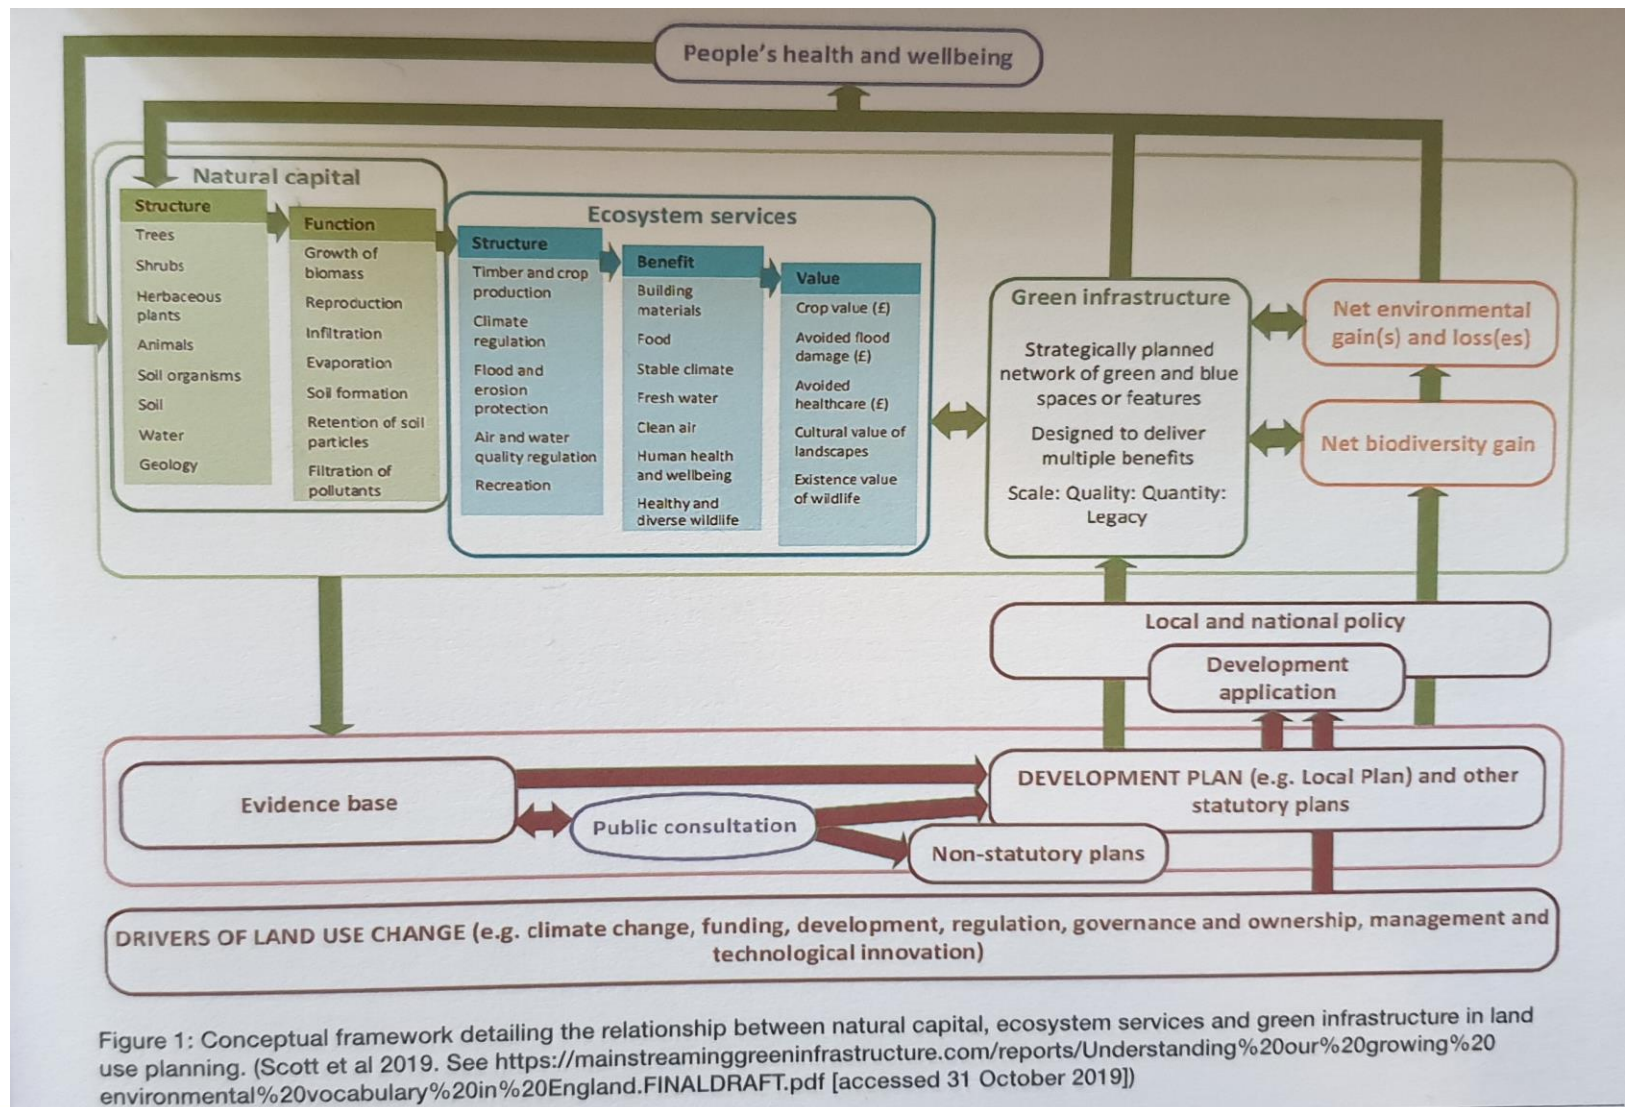 People's health and wellbeing
Natural capital
Structure
Trees
Shrubs
Herbaceous
plants
Animals
Soil organisms
Soil
Water
Geology
Function
Growth of
biomass
Reproduction
Infiltration
Evaporation
Soil formation
Retention of soil
particles
Filtration of
pollutants
Ecosystem services
Structure
Timber and crop
production
Climate
regulation
Flood and
erosion
protection
Air and water
quality regulation
Recreation
Benefit
Building
materials
Food
Stable climate
Fresh water
Clean air
Human health
and wellbeing
Healthy and
diverse wildlife
Value
Crop value (£)
Avoided flood
damage (£)
Avoided
healthcare (£)
Cultural value of
landscapes
Existence value
of wildlife
Green infrastructure
Strategically planned
network of green and blue
spaces or features
Designed to deliver
multiple benefits
Scale: Quality: Quantity:
Legacy
Net environmental
gain(s) and loss(es)
Net biodiversity gain
Local and national policy
Development
application
Evidence base
Public consultation
DEVELOPMENT PLAN (e.g. Local Plan) and other
statutory plans
Non-statutory plans
DRIVERS OF LAND USE CHANGE (e.g. climate change, funding, development, regulation, governance and ownership, management and
technological innovation)
Figure 1: Conceptual framework detailing the relationship between natural capital, ecosystem services and green infrastructure in land
use planning. (Scott et al 2019. See https://mainstreaminggreeninfrastructure.com/reports/Understanding%20our%20growing%20
environmental%20vocabulary%20in%20England.FINALDRAFT.pdf [accessed 31 October 2019])